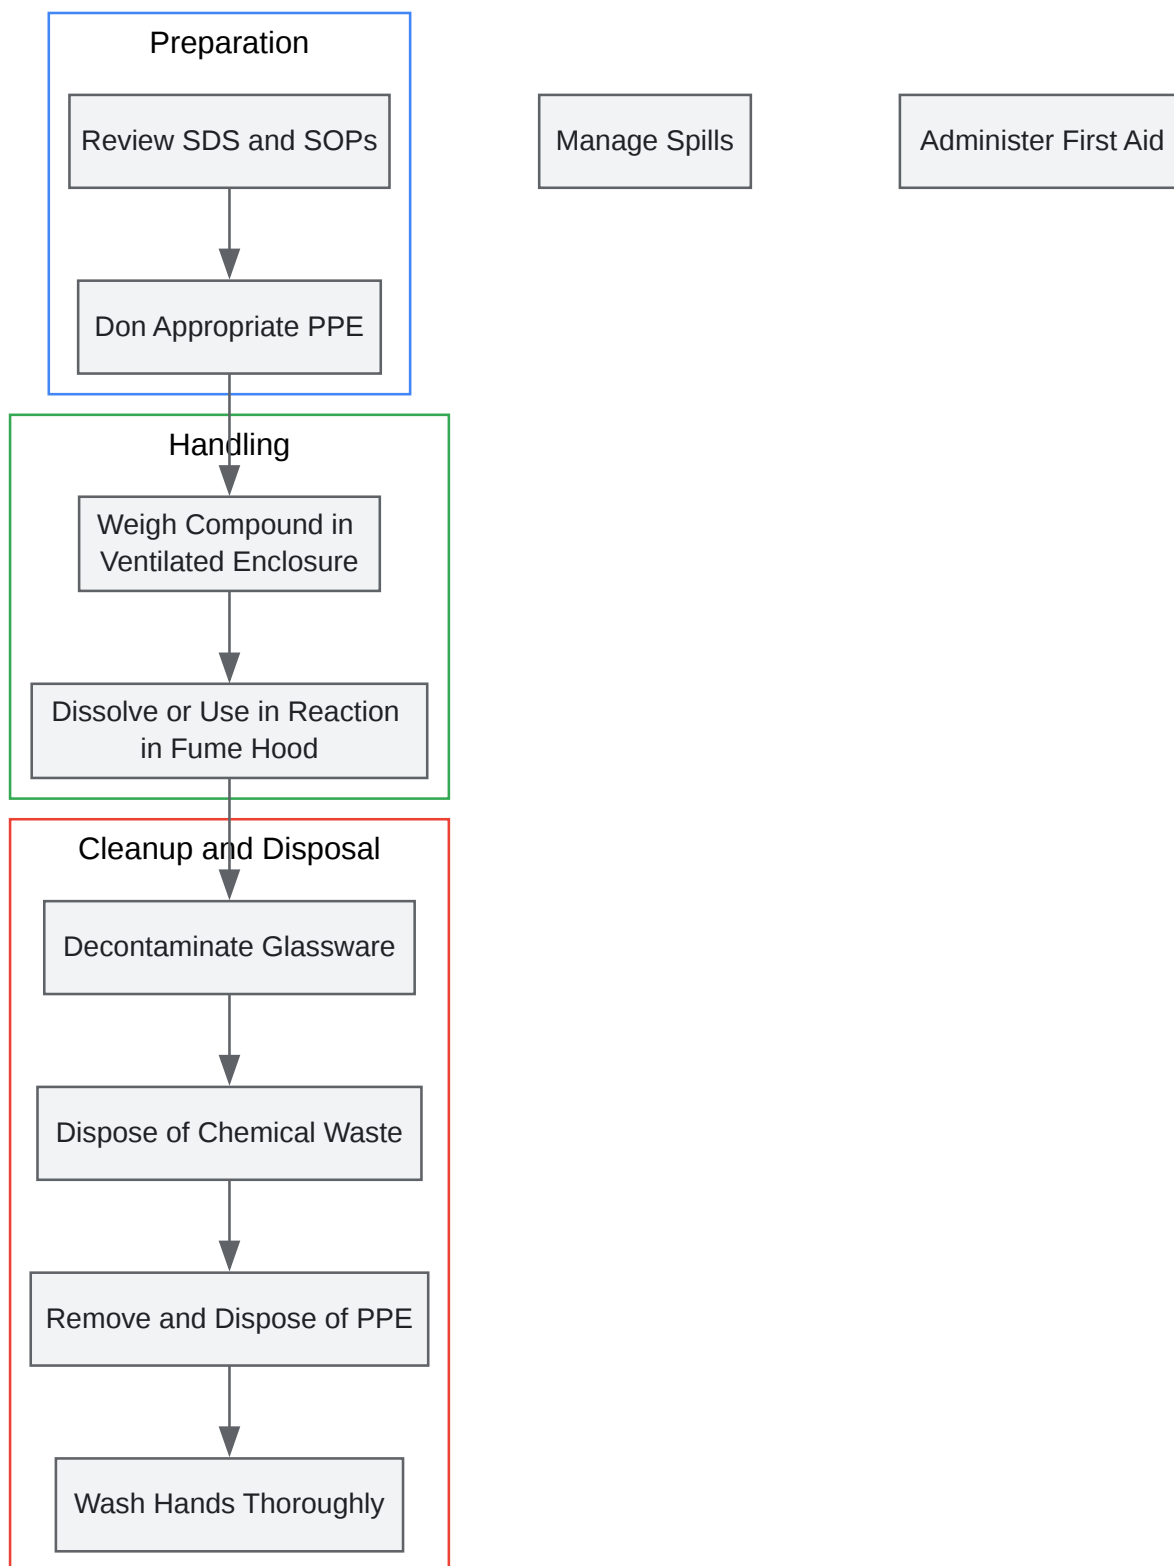 Preparation
Review SDS and SOPs
Manage Spills
Administer First Aid
Don Appropriate PPE
Handling
Weigh Compound in
Ventilated Enclosure
Dissolve or Use in Reaction
in Fume Hood
Cleanup and Disposal
Decontaminate Glassware
Dispose of Chemical Waste
Remove and Dispose of PPE
Wash Hands Thoroughly